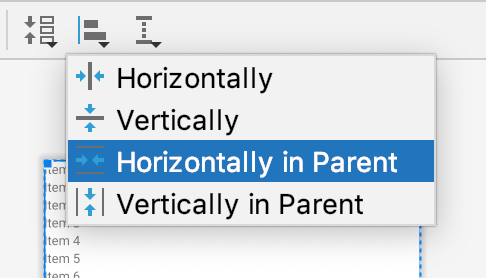 Horizontally
Vertically
Horizontally in Parent
Vertically in Parent
Item 4
Item 5
Item 6